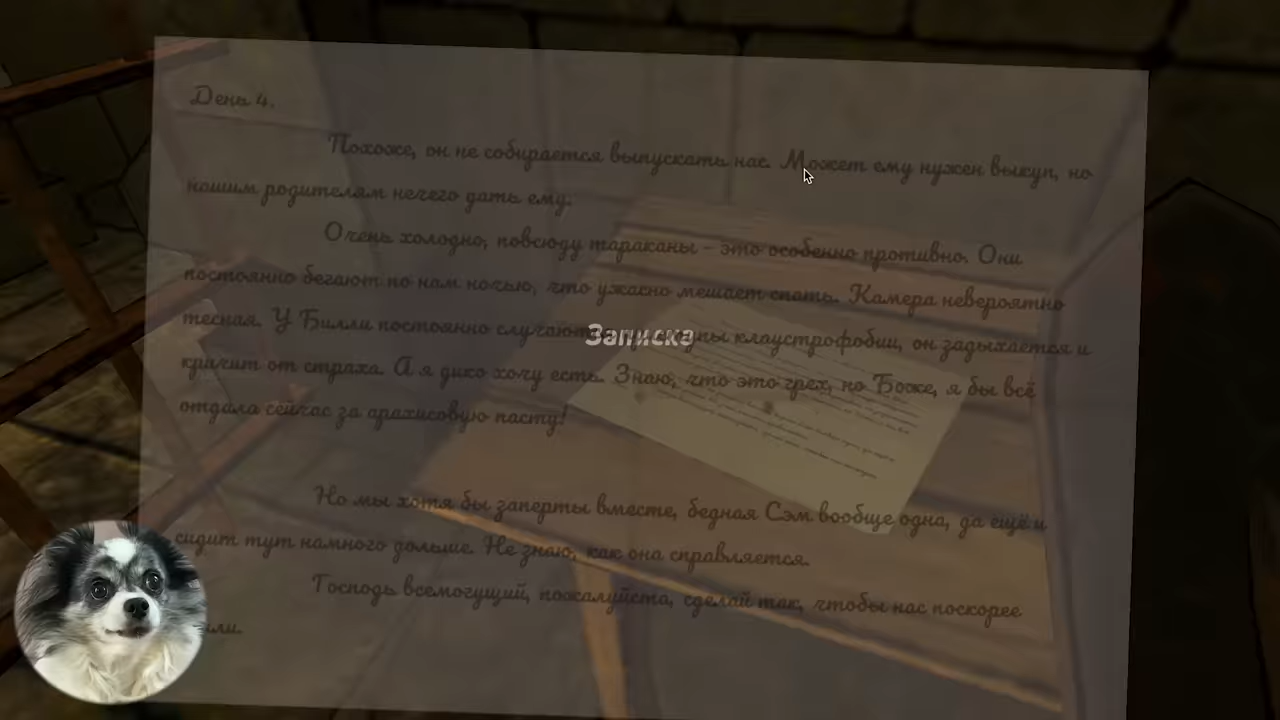 День 4.
Похоже, он не собирается выпускать нас. Может ему нужен выкуп, но
нашим родителям нечего дать ему.
Очень холодно, повсюду тараканы – это особенно противно. Они
постоянно бегают по нам ночью, что ужасно мешает спать. Камера невероятно
тесная. У Билли постоянно случаются клаустрофобии, он задыхается и
Записка
кричит от страха. А я дико хочу есть. Знаю, что это грех, но Боже, я бы всё
отдала сейчас за арахисовую пасту!
Но мы хотя бы заперты вместе, бедная Сэм вообще одна, да ещё и
сидит тут намного дольше. Не знаю, как она справляется.
Господь всемогущий, пожалуйста, сделай так, чтобы нас поскорее